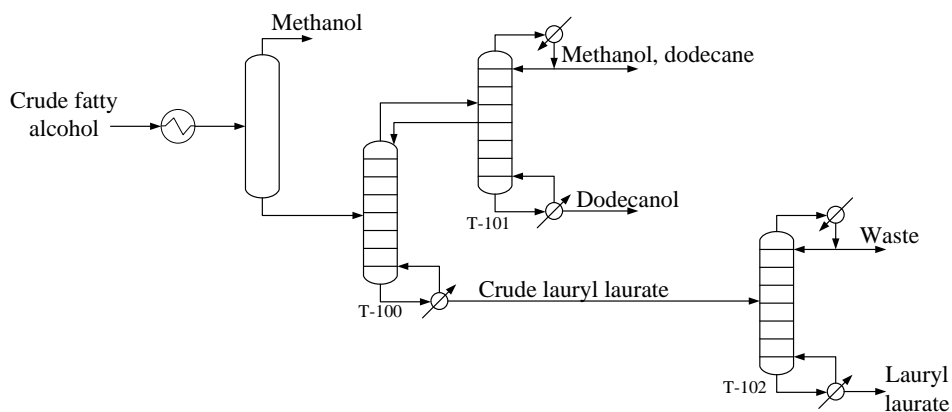 Methanol
Methanol, dodecane
Crude fatty
alcohol
Dodecanol
T-101
Waste
Crude lauryl laurate
T-100
Lauryl
laurate
T-102